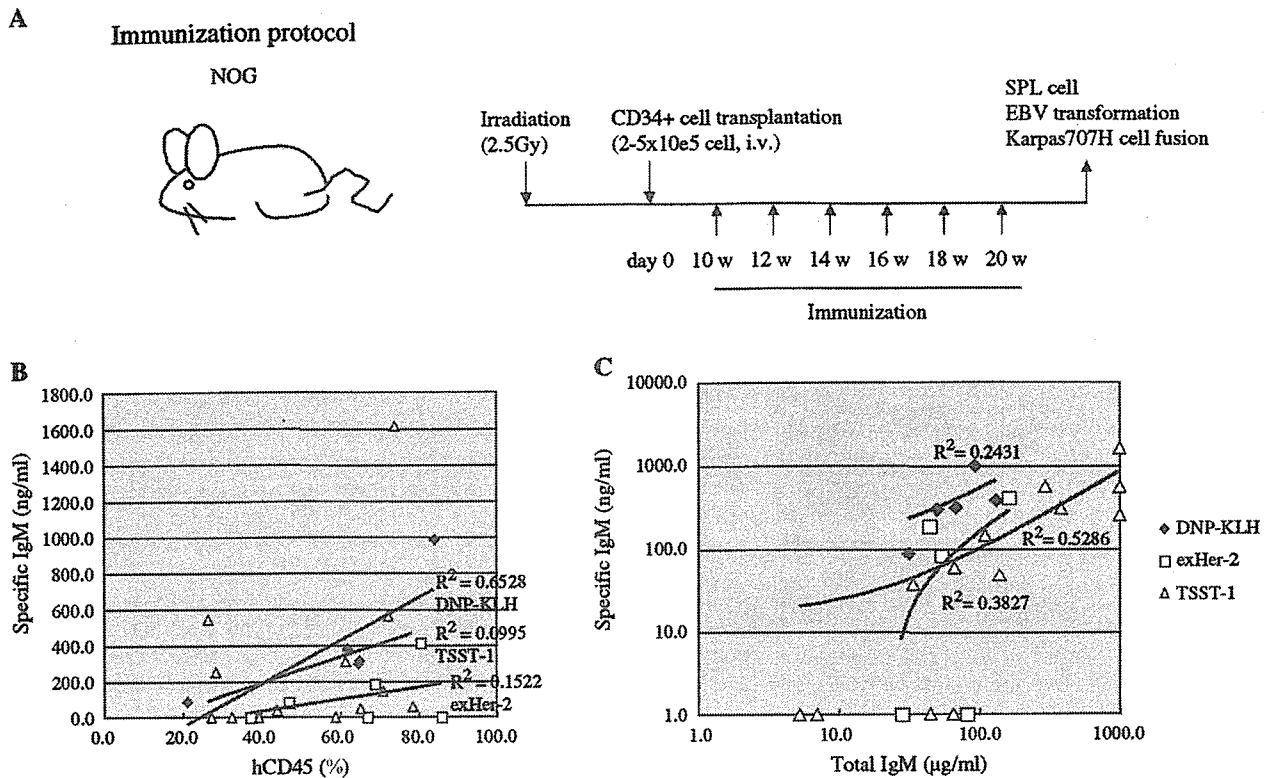 A
Immunization protocol
NOG
Irradiation
(2.5Gy)
CD34+ cell transplantation
(2-5x10e5 cell, i.v.)
SPL cell
EBV transformation
Karpas707H cell fusion
day 0 10 w 12 w 14 w 16 w 18 w 20 w
Immunization
B
Specific IgM (ng/ml)
1800.0
1600.0
1400.0
1200.0
1000.0
800.0
600.0
400.0
200.0
0.0
0.0 20.0 40.0 60.0 80.0 100.0
hCD45 (%)
R² = 0.6528
DNP-KLH
R² = 0.0995
TSST-1
R² = 0.1522
exHer-2
C
Specific IgM (ng/ml)
10000.0
1000.0
100.0
10.0
1.0
1.0 10.0 100.0 1000.0
Total IgM (µg/ml)
R² = 0.2431
R² = 0.5286
R² = 0.3827
DNP-KLH
exHer-2
TSST-1